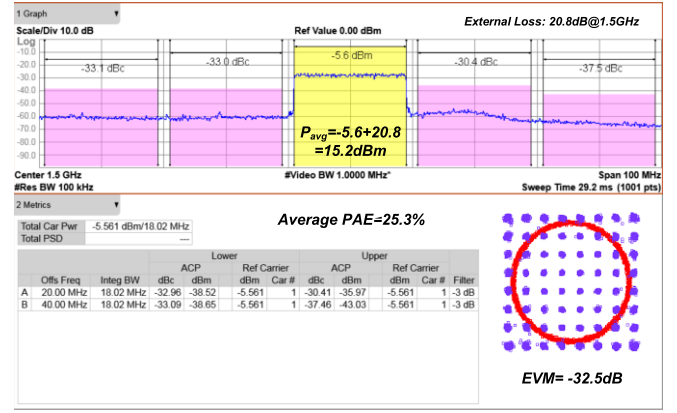 1 Graph
External Loss: 20.8dB@1.5GHz
Scale/Div 10.0 dB
Ref Value 0.00 dBm
Log
-10.0
-20.0
-30.0
-40.0
-50.0
-60.0
-70.0
-80.0
-90.0
-33.1 dBc
-33.0 dBc
-5.6 dBm
-30.4 dBc
-37.5 dBc
Pavg=-5.6+20.8
=15.2dBm
Center 1.5 GHz
#Video BW 1.0000 MHz*
Span 100 MHz
#Res BW 100 kHz
Sweep Time 29.2 ms (1001 pts)
2 Metrics
Total Car Pwr -5.561 dBm/18.02 MHz
Total PSD ---
Average PAE=25.3%
Lower Upper
ACP Ref Carrier ACP Ref Carrier
Offs Freq Integ BW dBc dBm dBm Car # dBc dBm dBm Car # Filter
A 20.00 MHz 18.02 MHz -32.96 -38.52 -5.561 1 -30.41 -35.97 -5.561 1 -3 dB
B 40.00 MHz 18.02 MHz -33.09 -38.65 -5.561 1 -37.46 -43.03 -5.561 1 -3 dB
EVM= -32.5dB